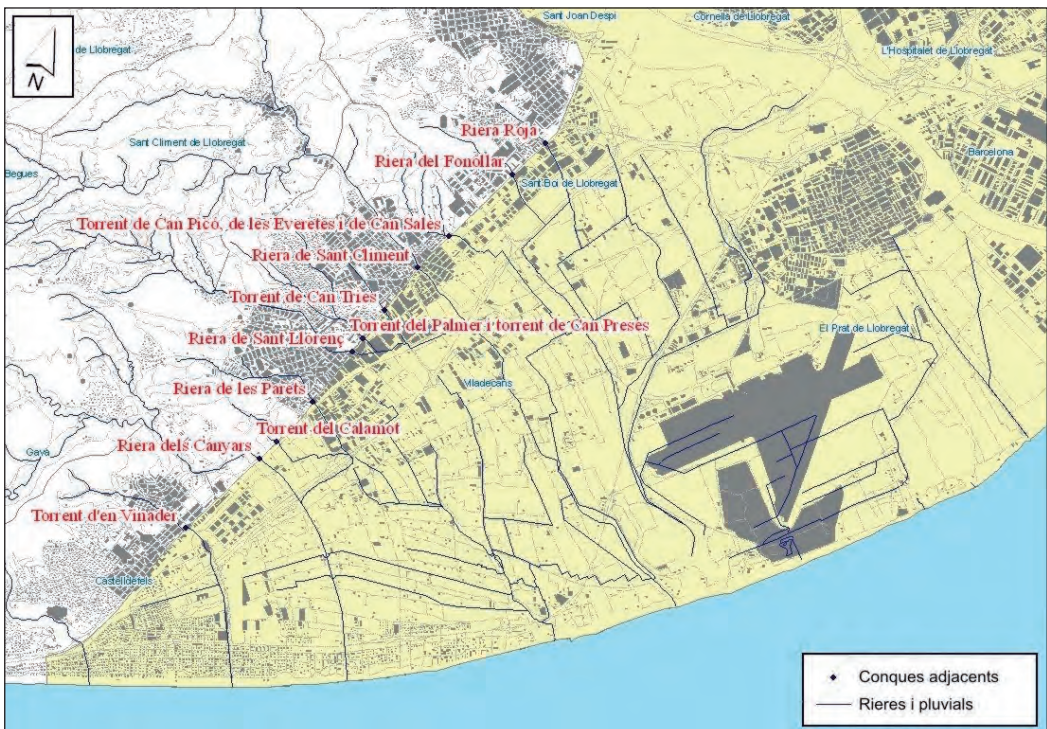 Sant Joan Despí
Cornellà de Llobregat
de Llobregat
L'Hospitalet de Llobregat
N
Riera Roja
Sant Climent de Llobregat
Barcelona
Riera del Fonollar
Begues
Sant Boi de Llobregat
Torrent de Can Picó, de les Everetes i de Can Sales
Riera de Sant Climent
Torrent de Can Tries
Torrent del Palmer i torrent de Can Preses
El Prat de Llobregat
Riera de Sant Llorenç
Viladecans
Riera de les Parets
Torrent del Calamot
Riera dels Canyars
Gavà
Torrent d'en Vinader
Castelldefels
Conques adjacents
Rieres i pluvials